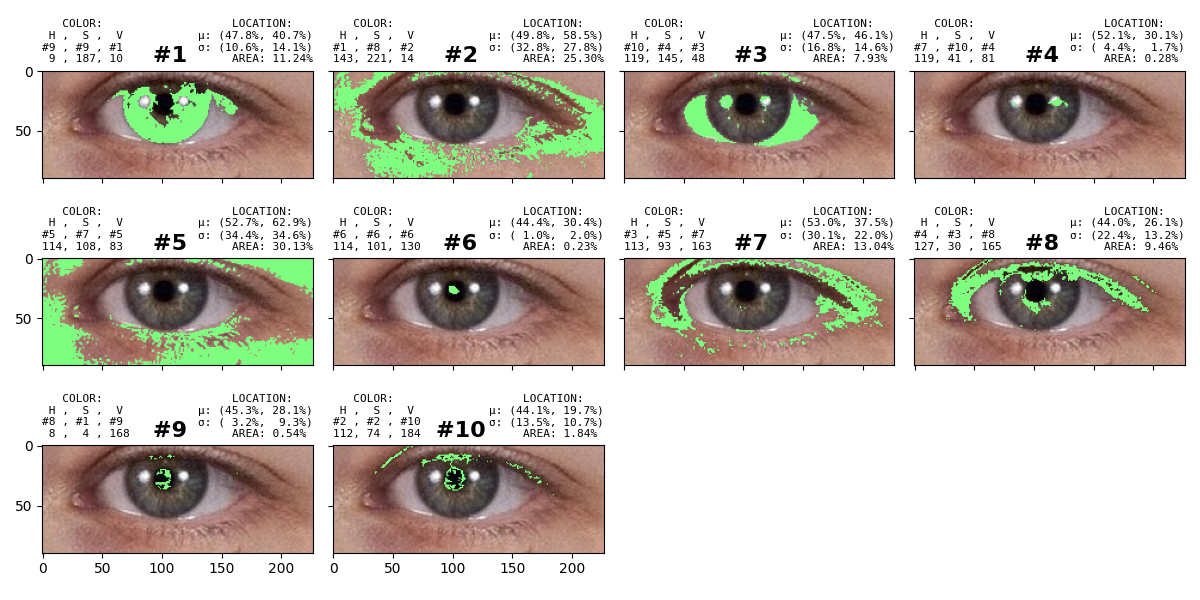 COLOR: LOCATION:
H , S , V μ: (47.8%, 40.7%)
#9 , #9 , #1 #1 σ: (10.6%, 14.1%)
9 , 187, 10 AREA: 11.24%
COLOR: LOCATION:
H , S , V μ: (49.8%, 58.5%)
#1 , #8 , #2 #2 σ: (32.8%, 27.8%)
143, 221, 14 AREA: 25.30%
COLOR: LOCATION:
H , S , V μ: (47.5%, 46.1%)
#10, #4 , #3 #3 σ: (16.8%, 14.6%)
119, 145, 48 AREA: 7.93%
COLOR: LOCATION:
H , S , V μ: (52.1%, 30.1%)
#7 , #10, #4 #4 σ: ( 4.4%, 1.7%)
119, 41 , 81 AREA: 0.28%
0
50
COLOR: LOCATION:
H , S , V μ: (52.7%, 62.9%)
#5 , #7 , #5 #5 σ: (34.4%, 34.6%)
114, 108, 83 AREA: 30.13%
COLOR: LOCATION:
H , S , V μ: (44.4%, 30.4%)
#6 , #6 , #6 #6 σ: ( 1.0%, 2.0%)
114, 101, 130 AREA: 0.23%
COLOR: LOCATION:
H , S , V μ: (53.0%, 37.5%)
#3 , #5 , #7 #7 σ: (30.1%, 22.0%)
113, 93 , 163 AREA: 13.04%
COLOR: LOCATION:
H , S , V μ: (44.0%, 26.1%)
#4 , #3 , #8 #8 σ: (22.4%, 13.2%)
127, 30 , 165 AREA: 9.46%
0
50
COLOR: LOCATION:
H , S , V μ: (45.3%, 28.1%)
#8 , #1 , #9 #9 σ: ( 3.2%, 9.3%)
8 , 4 , 168 AREA: 0.54%
COLOR: LOCATION:
H , S , V μ: (44.1%, 19.7%)
#2 , #2 , #10 #10 σ: (13.5%, 10.7%)
112, 74 , 184 AREA: 1.84%
0
50
0 50 100 150 200
0 50 100 150 200